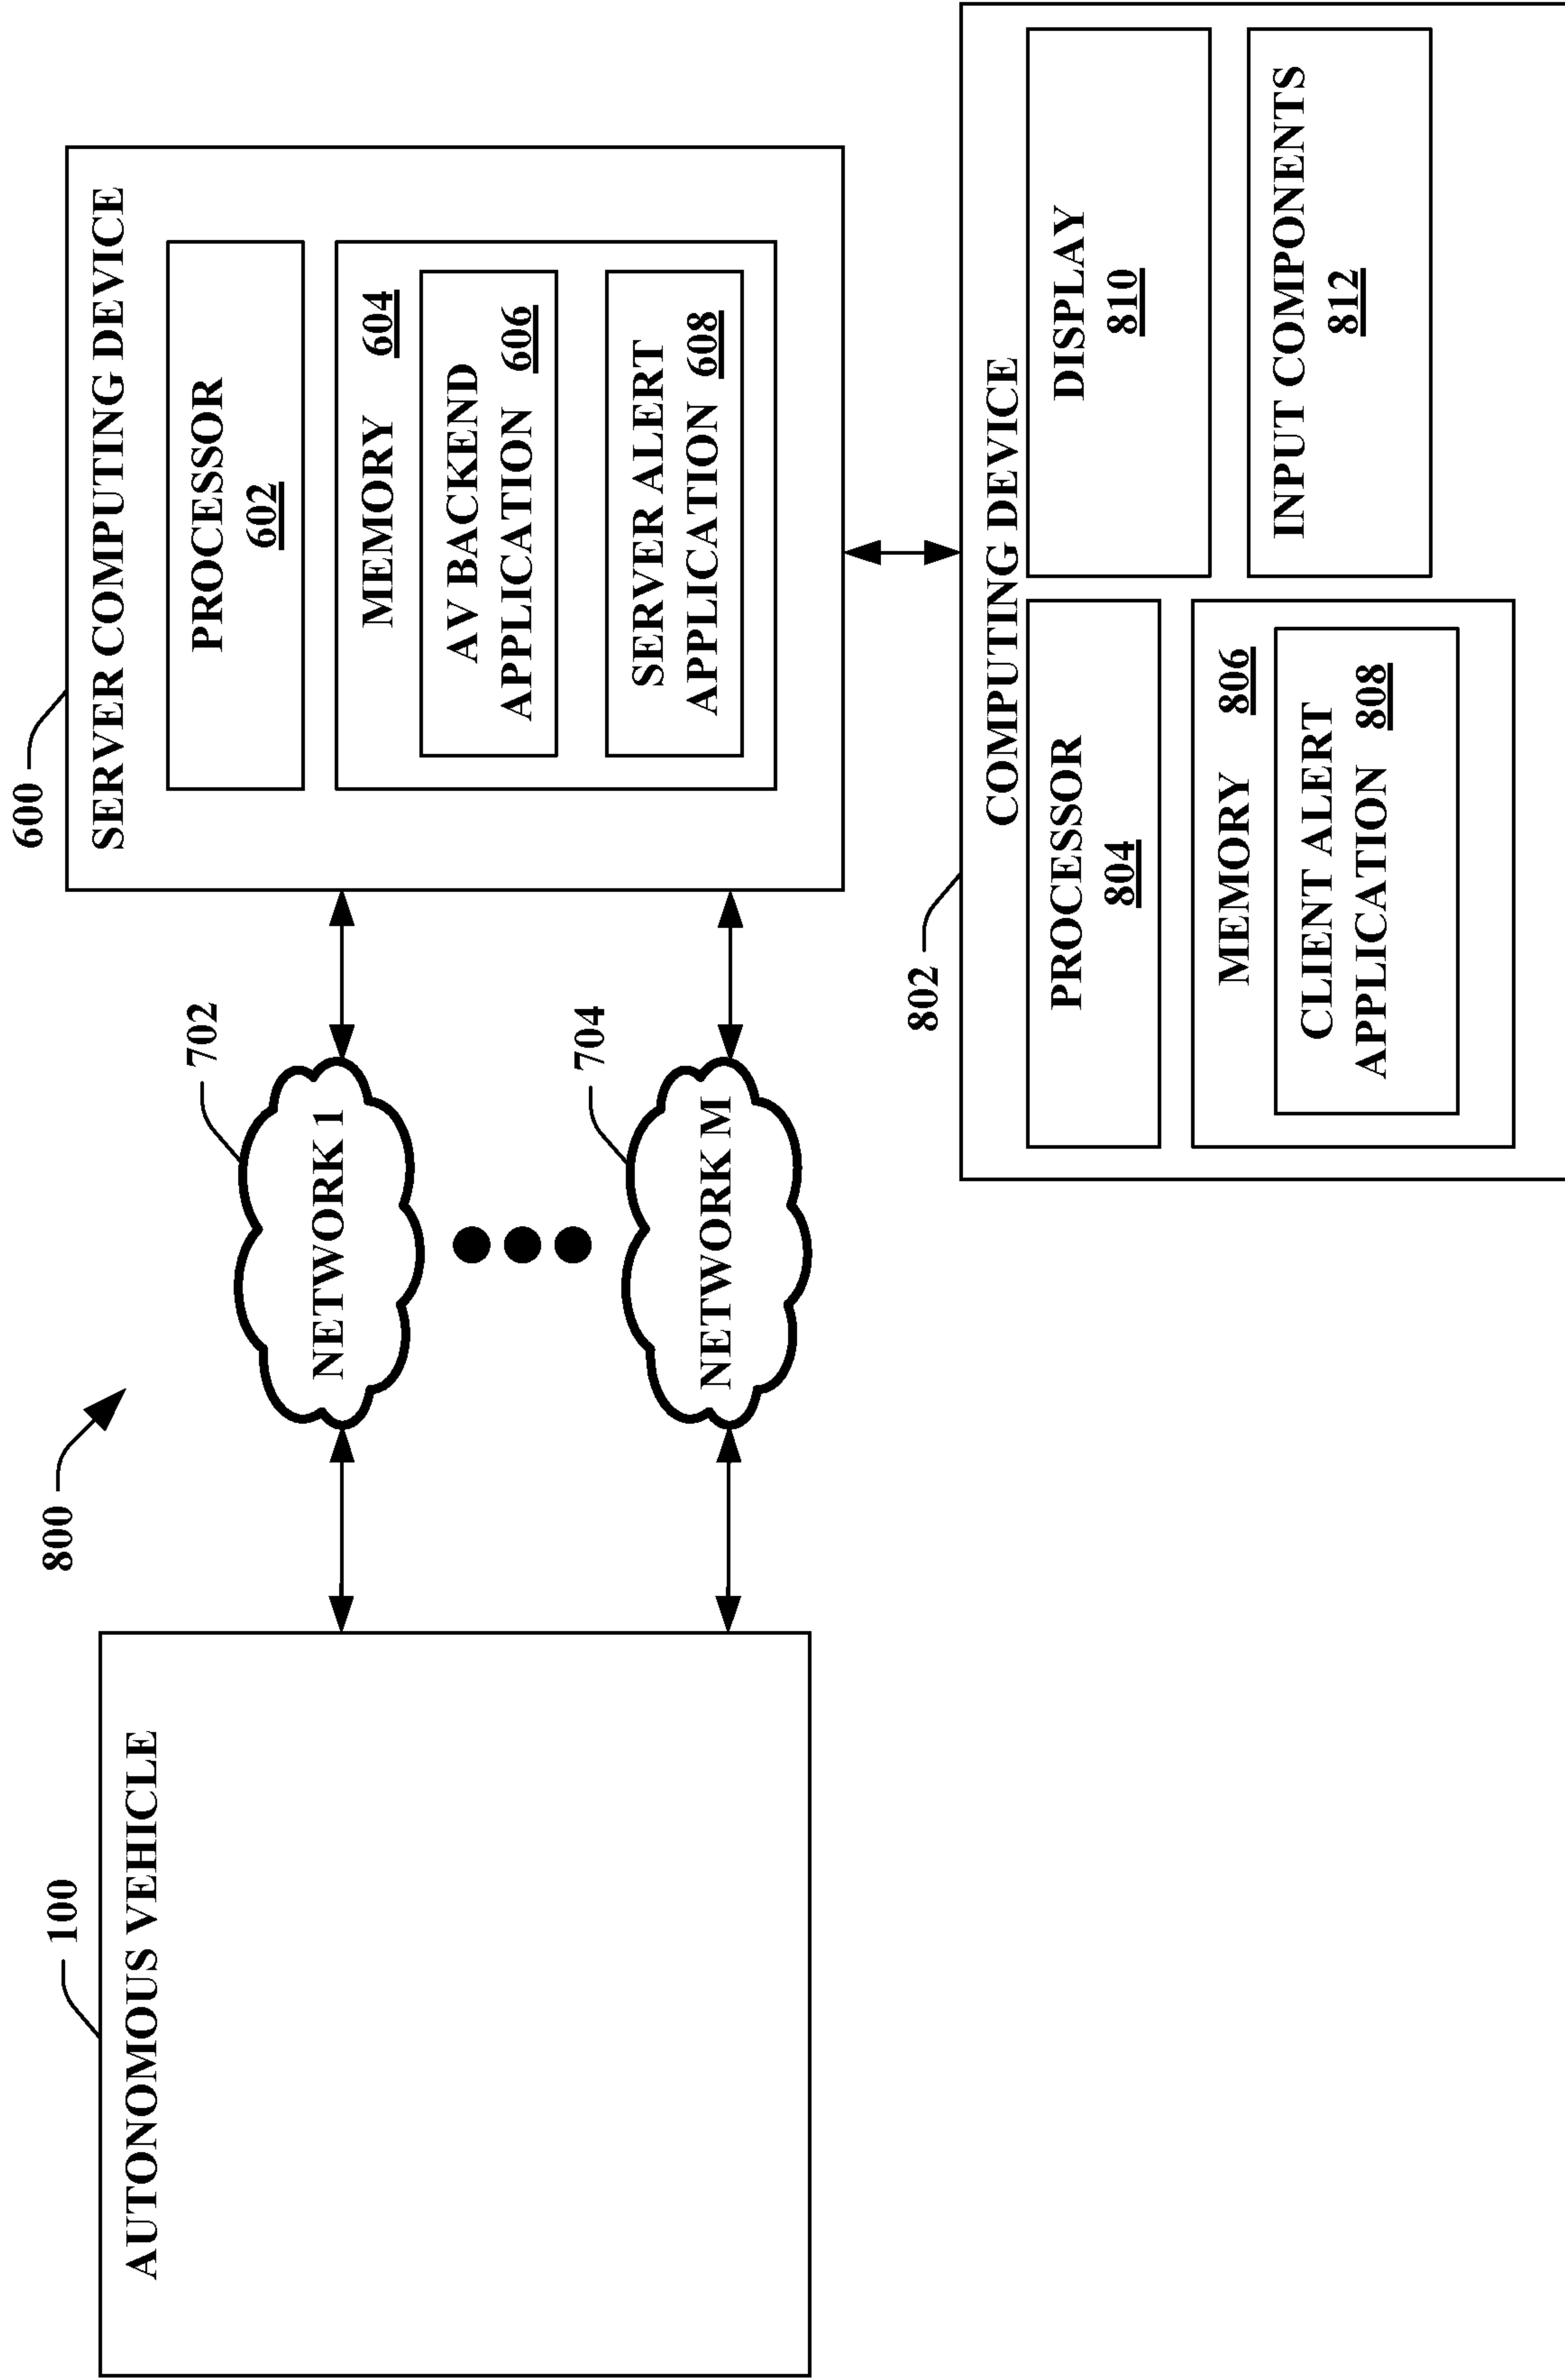 800
100
AUTONOMOUS VEHICLE
702
NETWORK 1
704
NETWORK M
600
SERVER COMPUTING DEVICE
PROCESSOR
602
MEMORY 604
AV BACKEND
APPLICATION 606
SERVER ALERT
APPLICATION 608
802
COMPUTING DEVICE
PROCESSOR
804
MEMORY 806
CLIENT ALERT
APPLICATION 808
DISPLAY
810
INPUT COMPONENTS
812